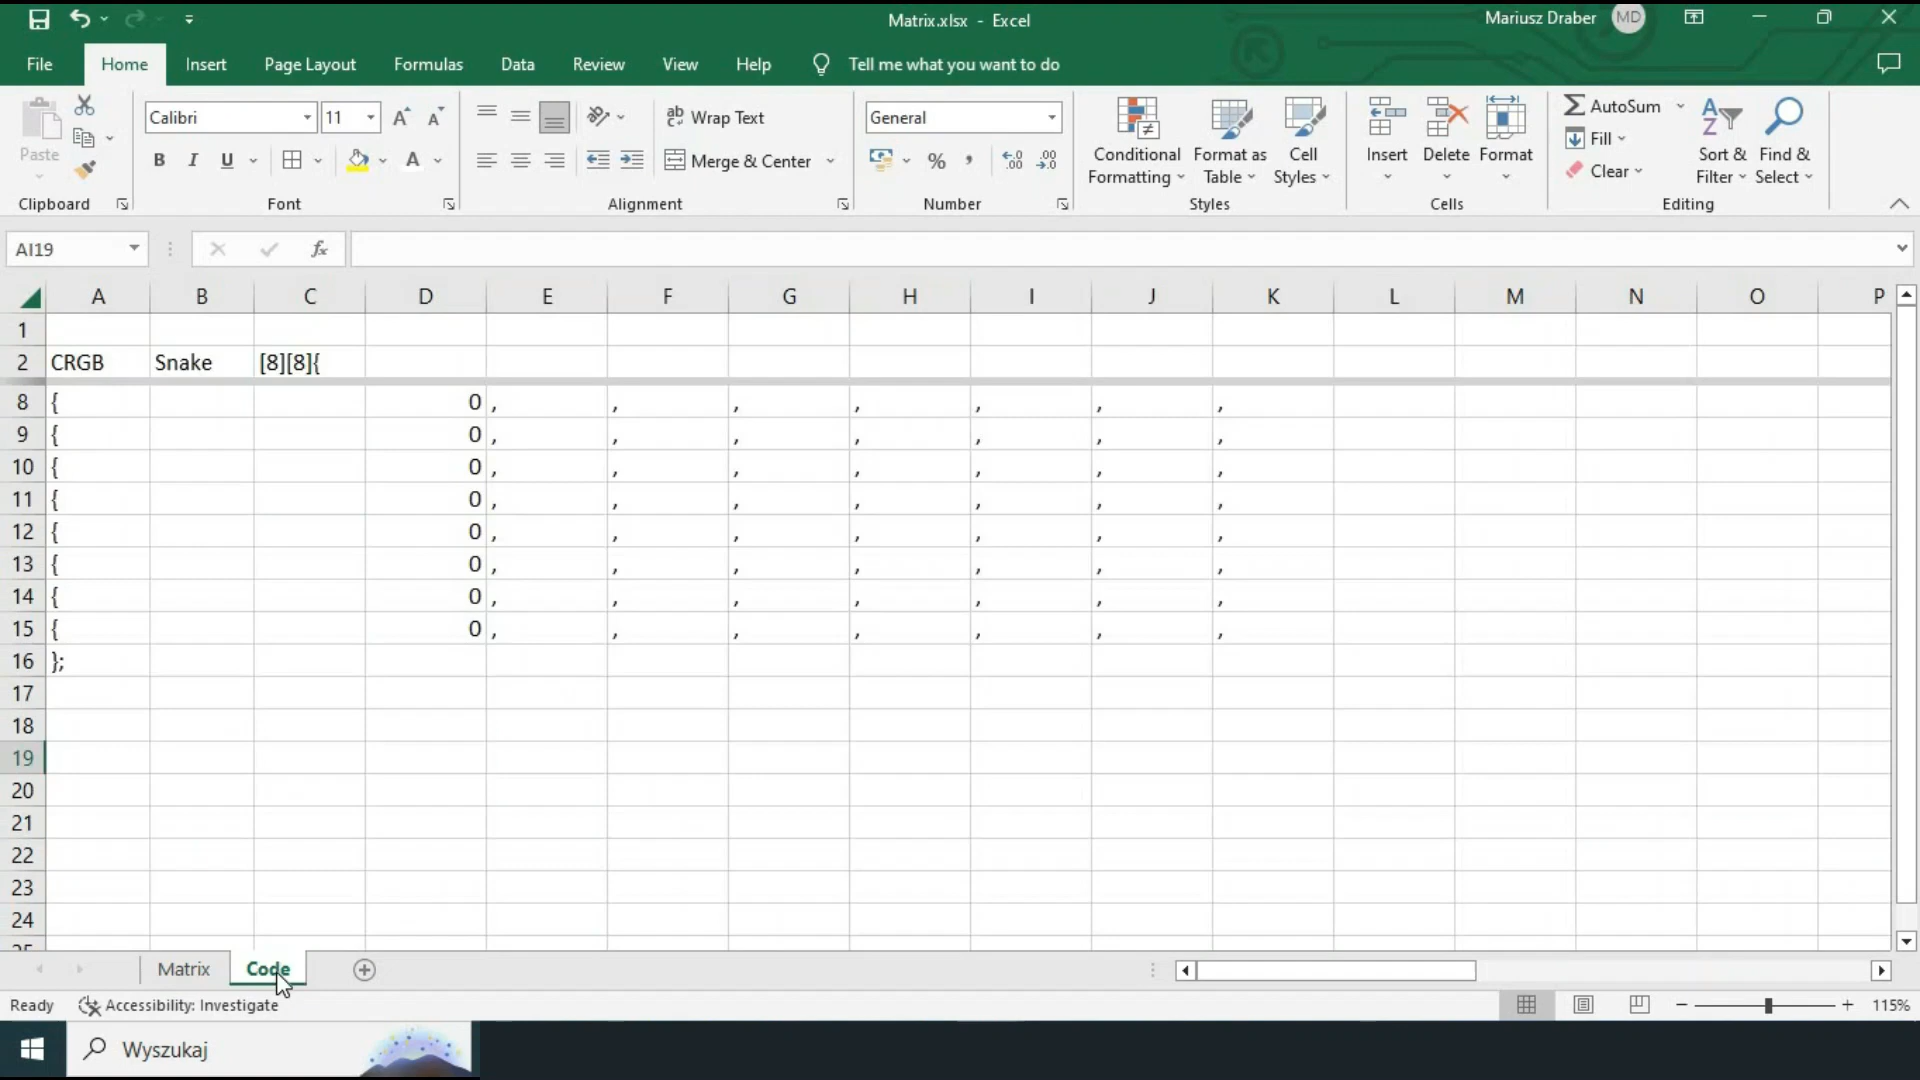 Matrix.xlsx - Excel
Mariusz Draber MD
File Home Insert Page Layout Formulas Data Review View Help Tell me what you want to do
Paste
Clipboard
Calibri 11
B I U A
Font
ab Wrap Text
Merge & Center
Alignment
General
% , .00 .00
Number
Conditional Formatting
Format as Table
Cell Styles
Styles
Insert Delete Format
Cells
AutoSum
Fill
Clear
Sort & Filter
Find & Select
Editing
AI19 fx
A B C D E F G H I J K L M N O P
1
2 CRGB Snake [8][8]{
8 { 0 , , , , , , ,
9 { 0 , , , , , , ,
10 { 0 , , , , , , ,
11 { 0 , , , , , , ,
12 { 0 , , , , , , ,
13 { 0 , , , , , , ,
14 { 0 , , , , , , ,
15 { 0 , , , , , , ,
16 };
17
18
19
20
21
22
23
24
25
Matrix Code
Ready Accessibility: Investigate 115%
Wyszukaj